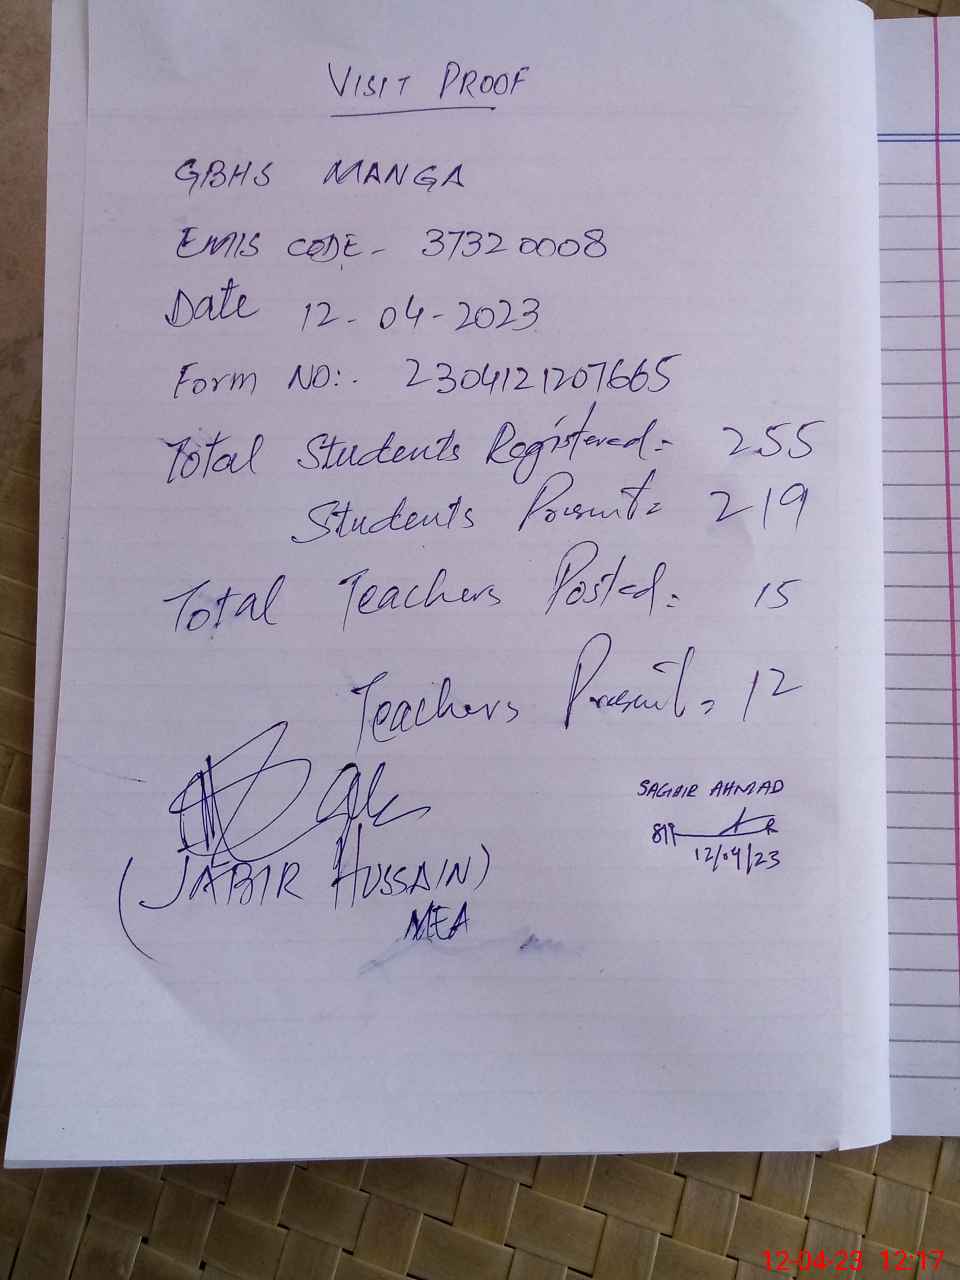 VISIT PROOF
GBHS MANGA
EMIS CODE- 37320008
Date 12-04-2023
Form NO:. 2304121207665
Total Students Registered= 255
Students Present= 219
Total Teachers Posted= 15
Teachers Present= 12
SAGHIR AHMAD
12/04/23
(JABIR HUSSAIN)
MEA
12-04-23 12:17